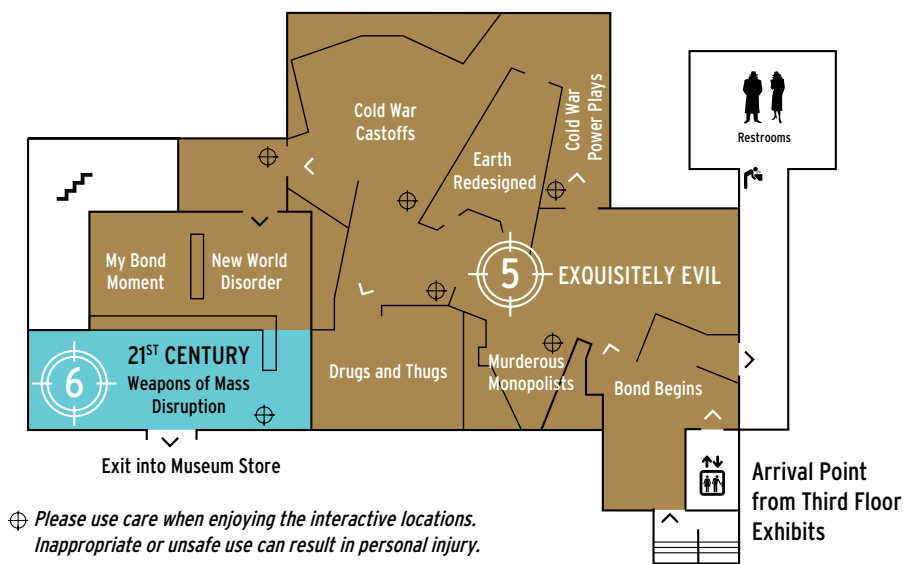 Cold War
Castoffs
Cold War
Power Plays
Earth
Redesigned
Restrooms
My Bond
Moment
New World
Disorder
5
EXQUISITELY EVIL
6
21ST CENTURY
Weapons of Mass
Disruption
Drugs and Thugs
Murderous
Monopolists
Bond Begins
Exit into Museum Store
Arrival Point
from Third Floor
Exhibits
Please use care when enjoying the interactive locations.
Inappropriate or unsafe use can result in personal injury.